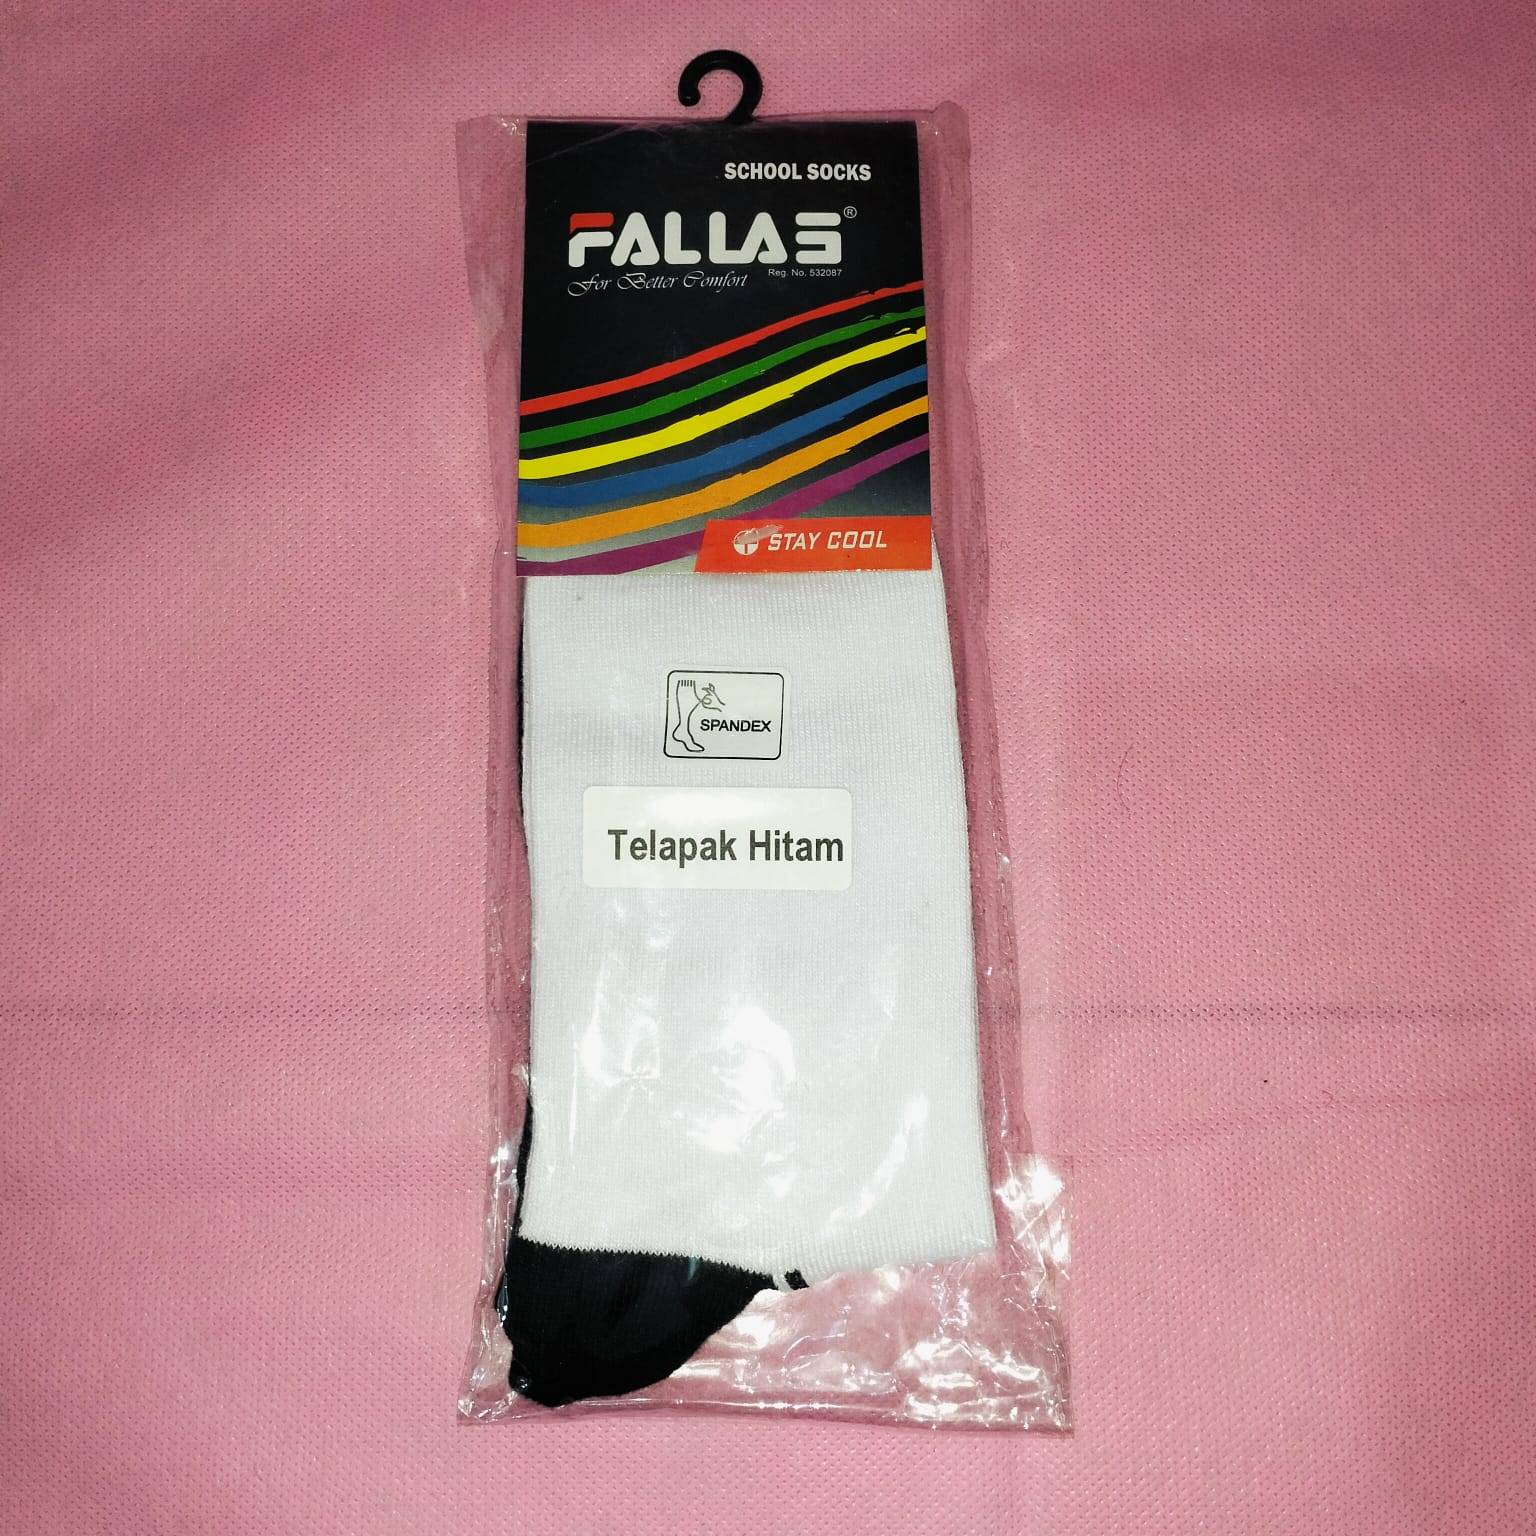 SCHOOL SOCKS
FALLAS®
For Better Comfort
Reg. No. 532087
STAY COOL
SPANDEX
Telapak Hitam